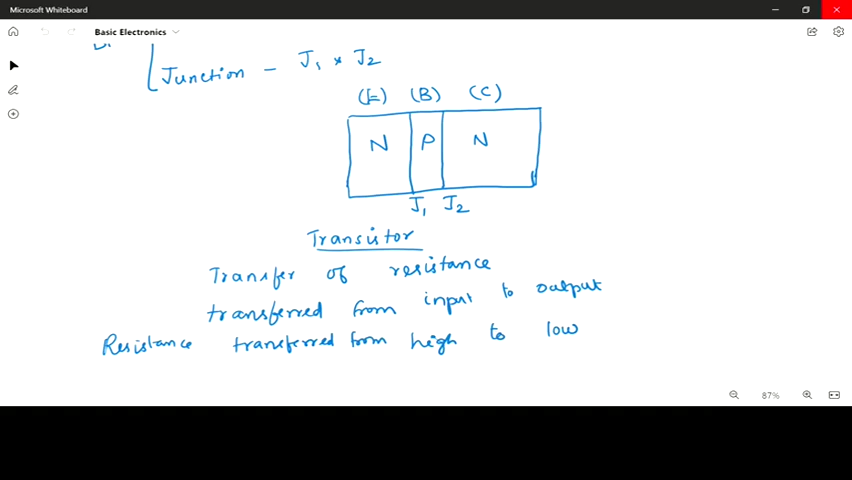 Microsoft Whiteboard
Basic Electronics
Junction - J1 & J2
(E) (B) (C)
N P N
J1 J2
Transistor
Transfer of resistance
transferred from input to output
Resistance transferred from high to low
87%